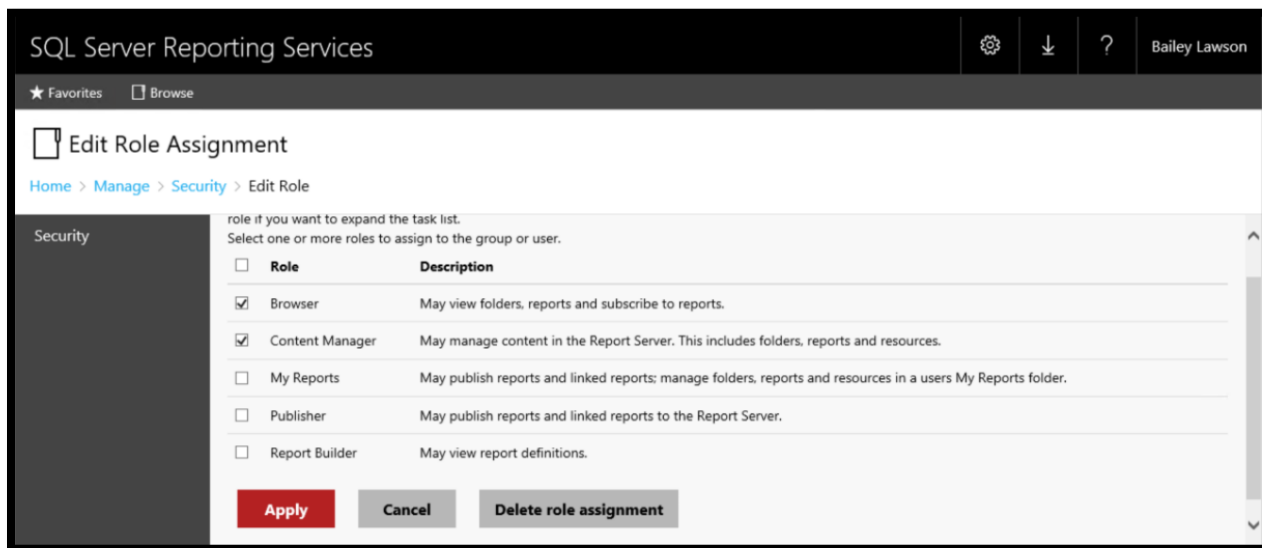 SQL Server Reporting Services
?
Bailey Lawson
★ Favorites
Browse
Edit Role Assignment
Home > Manage > Security > Edit Role
Security
role if you want to expand the task list.
Select one or more roles to assign to the group or user.
Role Description
Browser May view folders, reports and subscribe to reports.
Content Manager May manage content in the Report Server. This includes folders, reports and resources.
My Reports May publish reports and linked reports; manage folders, reports and resources in a users My Reports folder.
Publisher May publish reports and linked reports to the Report Server.
Report Builder May view report definitions.
Apply Cancel Delete role assignment